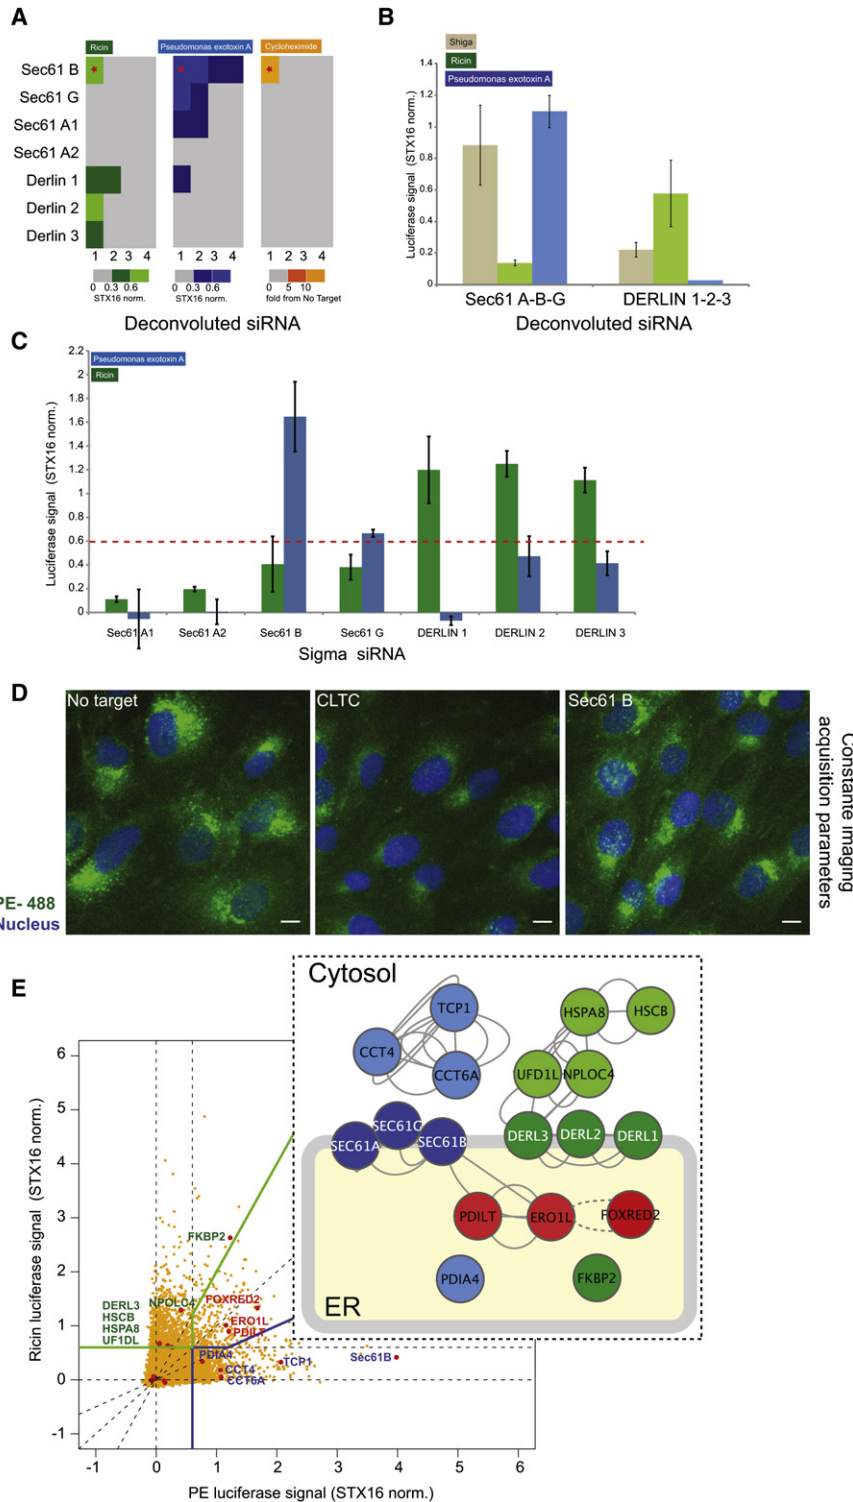 A
Ricin
Pseudomonas exotoxin A
Cycloheximide
Sec61 B
Sec61 G
Sec61 A1
Sec61 A2
Derlin 1
Derlin 2
Derlin 3
1 2 3 4
1 2 3 4
1 2 3 4
0 0.3 0.6
STX16 norm.
0 0.3 0.6
STX16 norm.
0 5 10
fold from No Target
Deconvoluted siRNA
B
Shiga
Ricin
Pseudomonas exotoxin A
Luciferase signal (STX16 norm.)
1.4
1.2
1
0.8
0.6
0.4
0.2
0
Sec61 A-B-G
DERLIN 1-2-3
Deconvoluted siRNA
C
Pseudomonas exotoxin A
Ricin
Luciferase signal (STX16 norm.)
2.2
2
1.8
1.6
1.4
1.2
1
0.8
0.6
0.4
0.2
0
Sec61 A1
Sec61 A2
Sec61 B
Sec61 G
DERLIN 1
DERLIN 2
DERLIN 3
Sigma siRNA
D
No target
CLTC
Sec61 B
PE- 488
Nucleus
Constante imaging
acquisition parameters
E
Cytosol
TCP1
CCT4
CCT6A
HSPA8
HSCB
UFD1L
NPLOC4
SEC61A
SEC61G
SEC61B
DERL3
DERL2
DERL1
PDILT
ERO1L
FOXRED2
PDIA4
FKBP2
ER
Ricin luciferase signal (STX16 norm.)
6
5
4
3
2
1
0
-1
FKBP2
DERL3
HSCB
HSPA8
UF1DL
NPOLC4
FOXRED2
ERO1L
PDILT
PDIA4
CCT4
CCT6A
TCP1
Sec61B
-1 0 1 2 3 4 5 6
PE luciferase signal (STX16 norm.)